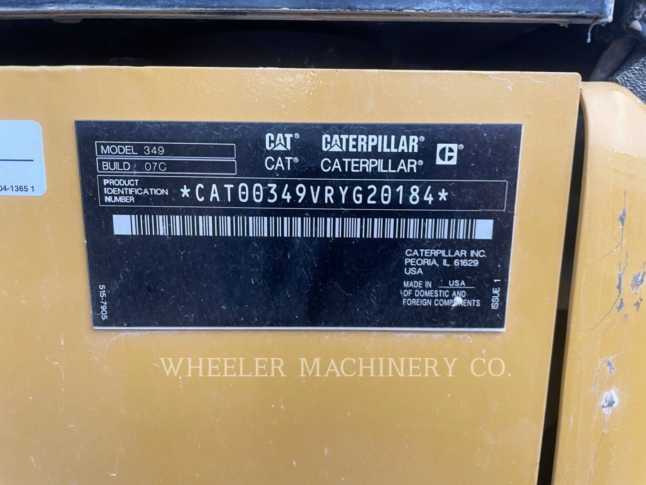 MODEL 349
BUILD 07C
CAT® CATERPILLAR® C®
CAT® CATERPILLAR®
PRODUCT IDENTIFICATION NUMBER
*CAT00349VRYG20184*
CATERPILLAR INC.
PEORIA, IL 61629
USA
MADE IN USA
OF DOMESTIC AND
FOREIGN COMPONENTS
ISSUE 1
515-7905
04-1365 1
WHEELER MACHINERY CO.